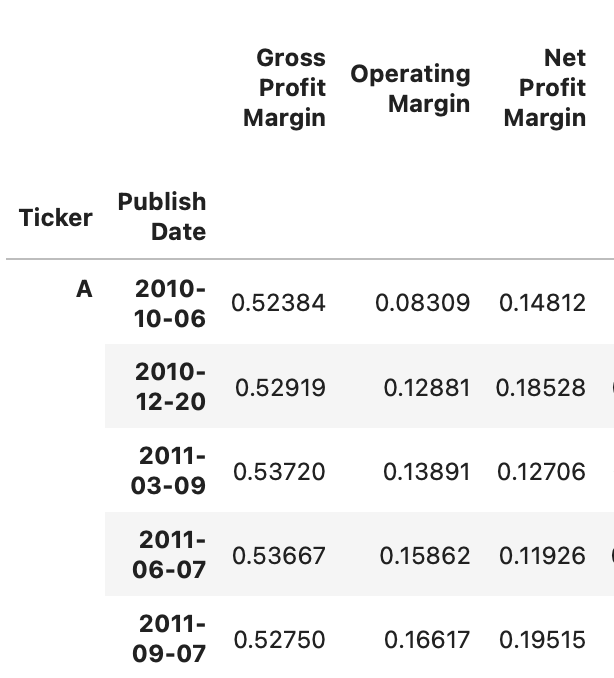 Gross Profit Margin Operating Margin Net Profit Margin
Ticker Publish Date
A 2010-10-06 0.52384 0.08309 0.14812
2010-12-20 0.52919 0.12881 0.18528
2011-03-09 0.53720 0.13891 0.12706
2011-06-07 0.53667 0.15862 0.11926
2011-09-07 0.52750 0.16617 0.19515